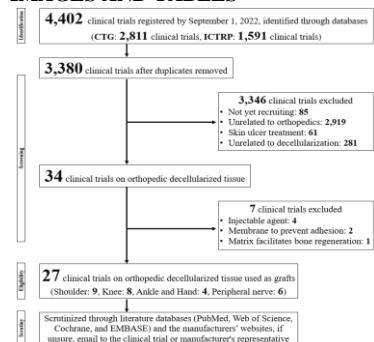 IMAGES AND TABLES
4,402 clinical trials registered by September 1, 2022, identified through databases
(CTG: 2,811 clinical trials, ICTRP: 1,591 clinical trials)
Identification
3,380 clinical trials after duplicates removed
3,346 clinical trials excluded
• Not yet recruiting: 85
• Unrelated to orthopedics: 2,919
• Skin ulcer treatment: 61
• Unrelated to decellularization: 281
Screening
34 clinical trials on orthopedic decellularized tissue
7 clinical trials excluded
• Injectable agent: 4
• Membrane to prevent adhesion: 2
• Matrix facilitates bone regeneration: 1
Eligibility
27 clinical trials on orthopedic decellularized tissue used as grafts
(Shoulder: 9, Knee: 8, Ankle and Hand: 4, Peripheral nerve: 6)
Scrutiny
Scrutinized through literature databases (PubMed, Web of Science,
Cochrane, and EMBASE) and the manufacturers' websites, if
unsure, email to the clinical trial or manufacturer's representative